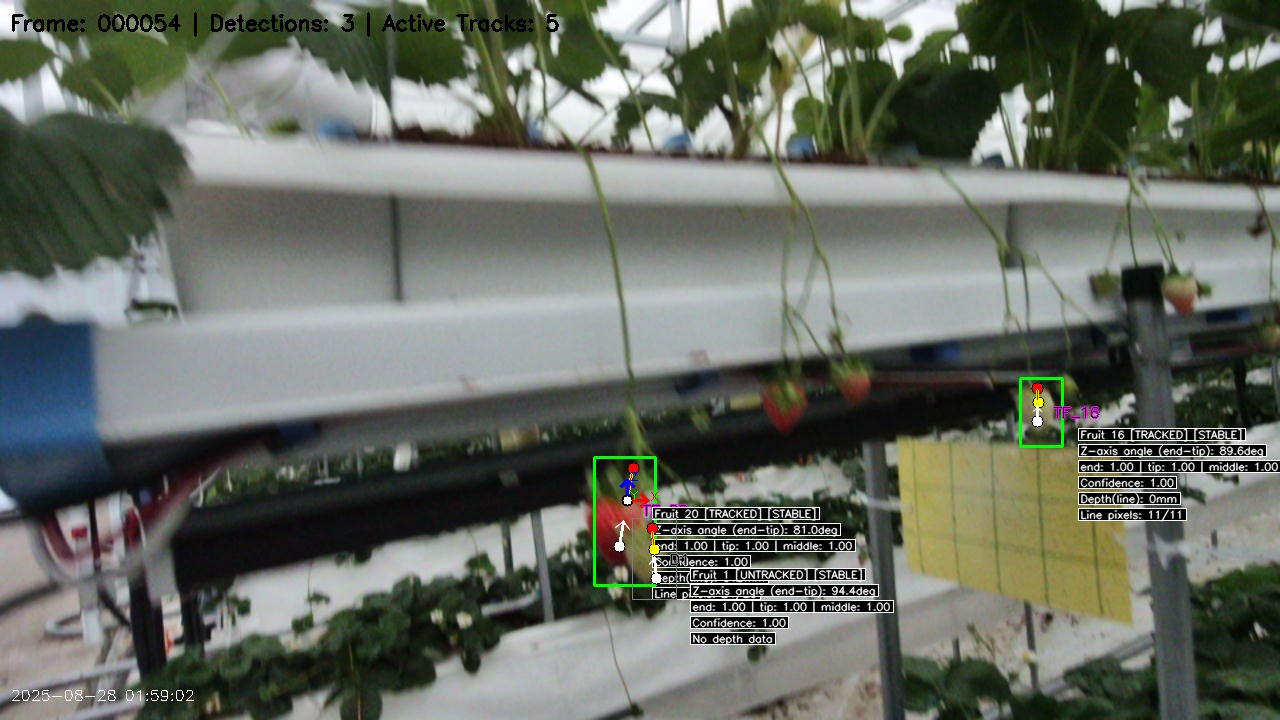 Frame: 000054 | Detections: 3 | Active Tracks: 5
TF_16
Fruit 16 [TRACKED] [STABLE]
Z-axis angle (end-tip): 89.6deg
end: 1.00 | tip: 1.00 | middle: 1.00
Confidence: 1.00
Depth(line): 0mm
Line pixels: 11/11
Fruit 20 [TRACKED] [STABLE]
Z-axis angle (end-tip): 81.0deg
end: 1.00 | tip: 1.00 | middle: 1.00
Confidence: 1.00
Fruit 1 [UNTRACKED] [STABLE]
Z-axis angle (end-tip): 94.4deg
end: 1.00 | tip: 1.00 | middle: 1.00
Confidence: 1.00
No depth data
2025-08-28 01:59:02